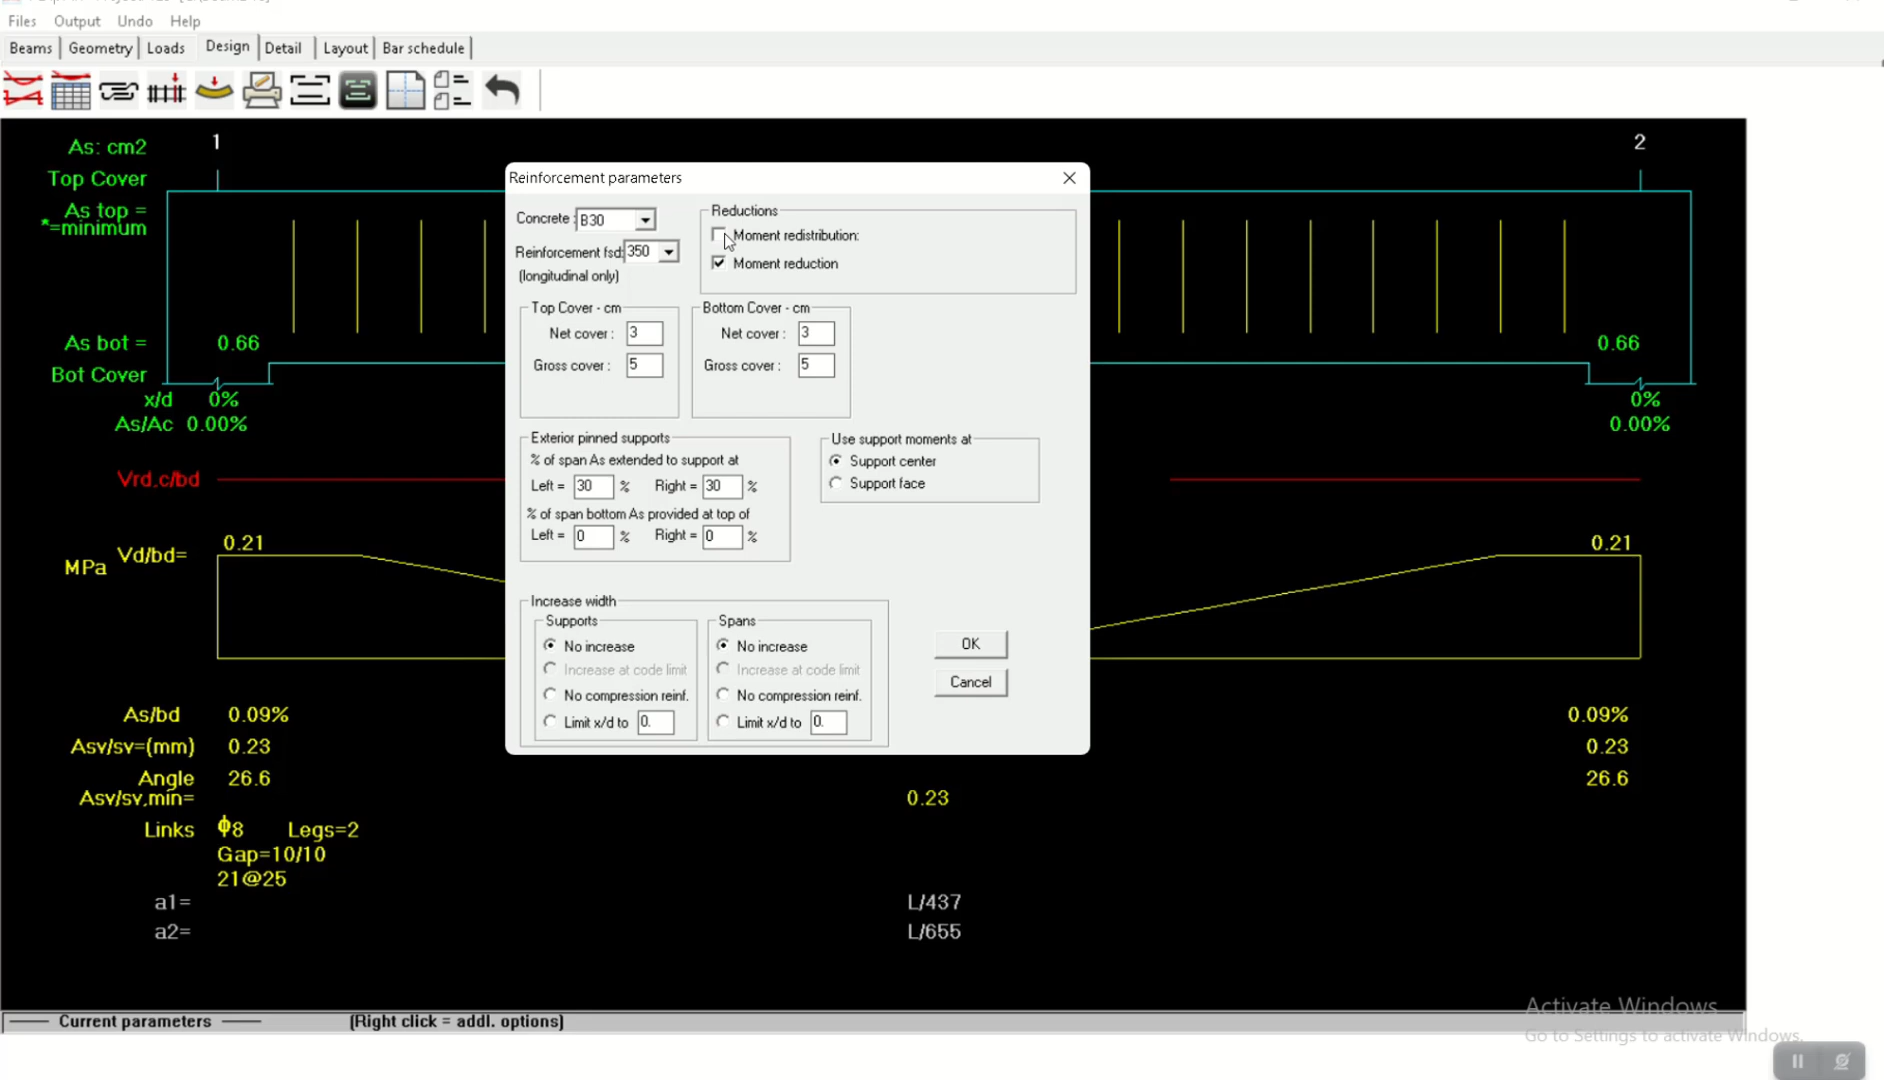 Files Output Undo Help
Beams Geometry Loads Design Detail Layout Bar schedule
As: cm2
Top Cover
As top =
*=minimum
As bot =
Bot Cover
x/d 0%
As/Ac 0.00%
1
2
0.66
0.66
0%
0.00%
Reinforcement parameters
Concrete : B30
Reinforcement fsd: 350
(longitudinal only)
Reductions
Moment redistribution:
Moment reduction
Top Cover - cm
Net cover : 3
Gross cover : 5
Bottom Cover - cm
Net cover : 3
Gross cover : 5
Exterior pinned supports
% of span As extended to support at
Left = 30 % Right = 30 %
% of span bottom As provided at top of
Left = 0 % Right = 0 %
Use support moments at
Support center
Support face
Increase width
Supports
No increase
Increase at code limit
No compression reinf.
Limit x/d to 0.
Spans
No increase
Increase at code limit
No compression reinf.
Limit x/d to 0.
OK
Cancel
Vrd.c/bd
MPa Vd/bd= 0.21
0.21
As/bd 0.09% 0.09%
Asv/sv=(mm) 0.23 0.23
Angle 26.6 26.6
Asv/sv,min= 0.23
Links ϕ8 Legs=2
Gap=10/10
21@25
a1= L/437
a2= L/655
Current parameters (Right click = addl. options)
Activate Windows
Go to Settings to activate Windows.